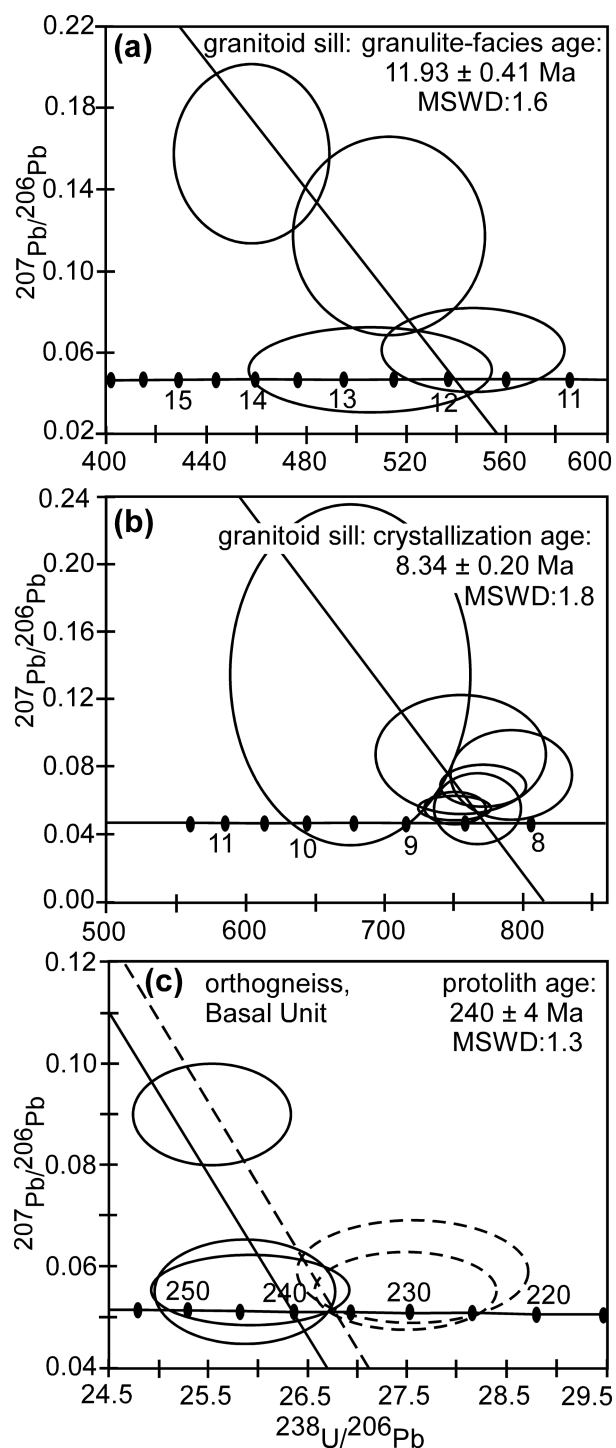 (a)
granitoid sill: granulite-facies age:
11.93 ± 0.41 Ma
MSWD:1.6
207Pb/206Pb
0.22
0.18
0.14
0.10
0.06
0.02
15 14 13 12 11
400 440 480 520 560 600
(b)
granitoid sill: crystallization age:
8.34 ± 0.20 Ma
MSWD:1.8
207Pb/206Pb
0.24
0.20
0.16
0.12
0.08
0.04
0.00
11 10 9 8
500 600 700 800
(c)
orthogneiss,
Basal Unit
protolith age:
240 ± 4 Ma
MSWD:1.3
207Pb/206Pb
0.12
0.10
0.08
0.06
0.04
250 240 230 220
24.5 25.5 26.5 27.5 28.5 29.5
238U/206Pb